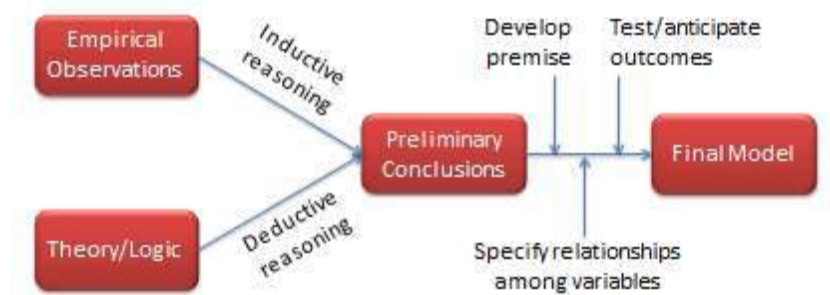 Empirical
Observations
Inductive
reasoning
Theory/Logic
Deductive
reasoning
Preliminary
Conclusions
Develop
premise
Test/anticipate
outcomes
Specify relationships
among variables
Final Model